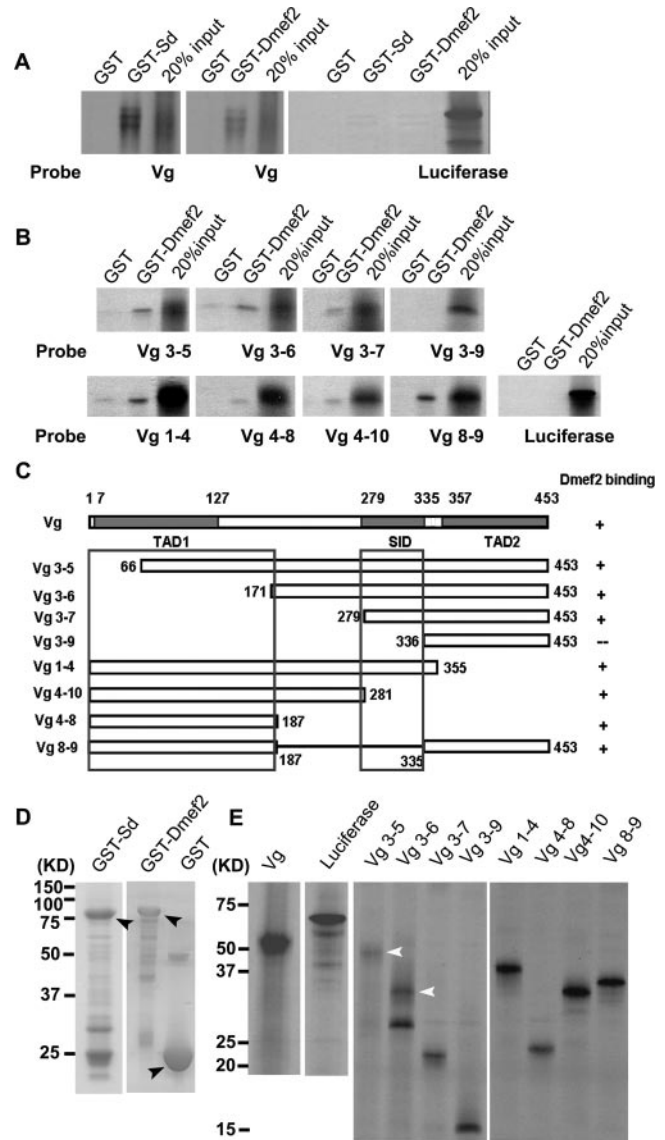 A
GST
GST-Sd
20% input
GST
GST-Dmef2
20% input
GST
GST-Sd
GST-Dmef2
20% input
Probe Vg Vg Luciferase
B
GST
GST-Dmef2
20%input
GST
GST-Dmef2
20%input
GST
GST-Dmef2
20%input
GST
GST-Dmef2
20%input
Probe Vg 3-5 Vg 3-6 Vg 3-7 Vg 3-9
GST
GST-Dmef2
20%input
Probe Vg 1-4 Vg 4-8 Vg 4-10 Vg 8-9 Luciferase
C
Dmef2 binding
1 7 127 279 335 357 453
Vg +
TAD1 SID TAD2
Vg 3-5 66 453 +
Vg 3-6 171 453 +
Vg 3-7 279 453 +
Vg 3-9 336 453 --
Vg 1-4 355 +
Vg 4-10 281 +
Vg 4-8 187 +
Vg 8-9 187 335 453 +
D
GST-Sd
GST-Dmef2
GST
(KD)
150
100
75
50
37
25
E
Vg
Luciferase
Vg 3-5
Vg 3-6
Vg 3-7
Vg 3-9
Vg 1-4
Vg 4-8
Vg4-10
Vg 8-9
(KD)
75
50
37
25
20
15